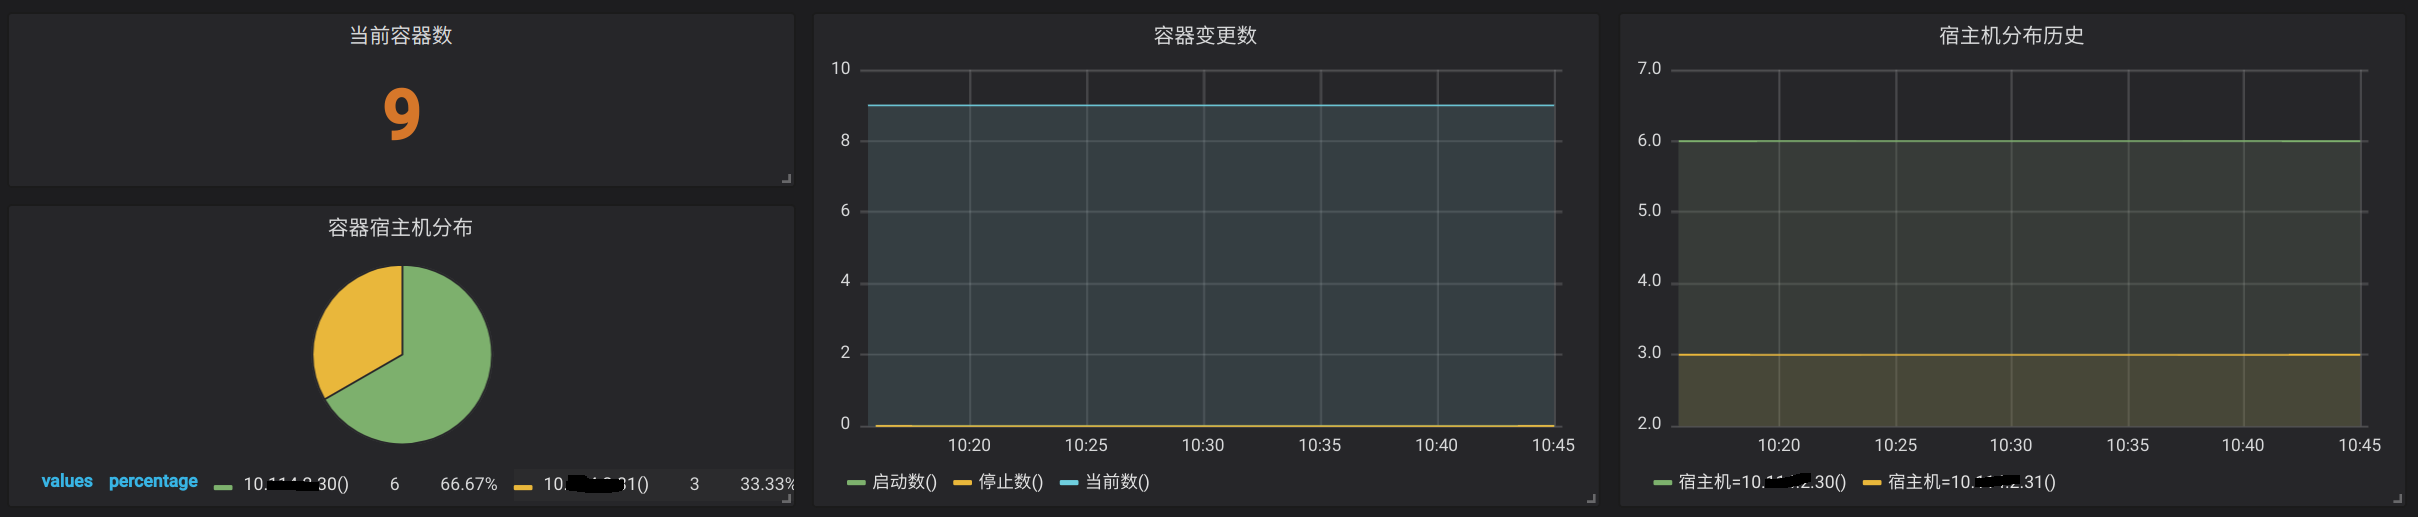 当前容器数
9
容器宿主机分布
values percentage 10. 30() 6 66.67% 10. 31() 3 33.33%
容器变更数
10
8
6
4
2
0
10:20 10:25 10:30 10:35 10:40 10:45
启动数() 停止数() 当前数()
宿主机分布历史
7.0
6.0
5.0
4.0
3.0
2.0
10:20 10:25 10:30 10:35 10:40 10:45
宿主机=10. .2.30() 宿主机=10. .2.31()